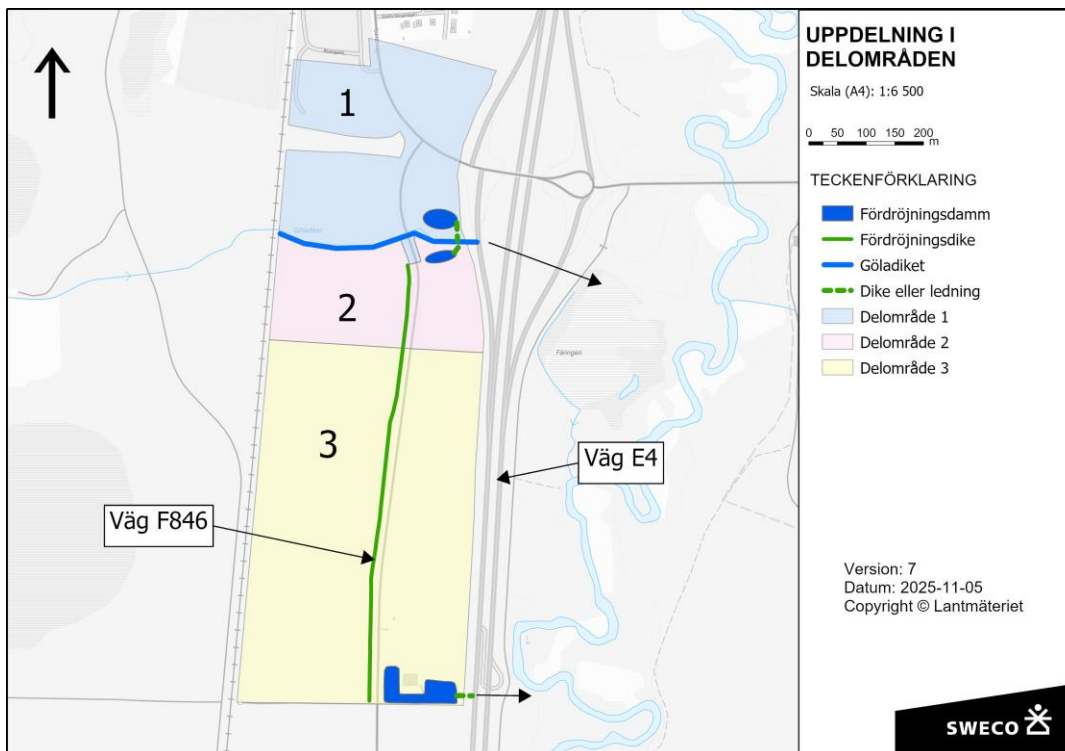 UPPDELNING I
DELOMRÅDEN
Skala (A4): 1:6 500
0 50 100 150 200
m
TECKENFÖRKLARING
Fördröjningsdamm
Fördröjningsdike
Göladiket
Dike eller ledning
Delområde 1
Delområde 2
Delområde 3
1
Göladiket
2
Färingen
3
Väg E4
Väg F846
Version: 7
Datum: 2025-11-05
Copyright © Lantmäteriet
SWECO